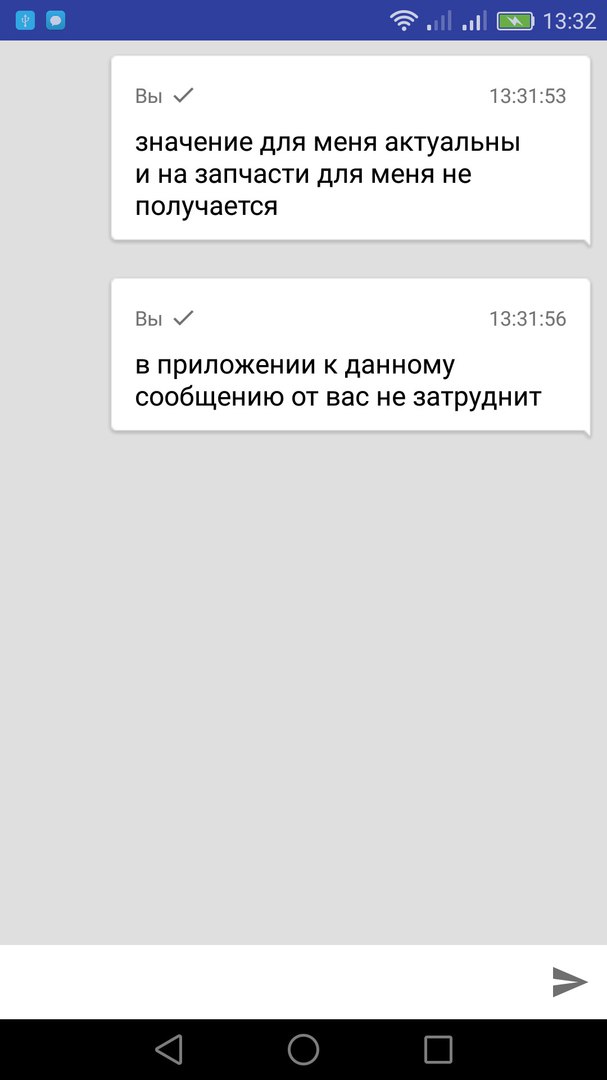 13:32
Вы
13:31:53
значение для меня актуальны
и на запчасти для меня не
получается
Вы
13:31:56
в приложении к данному
сообщению от вас не затруднит